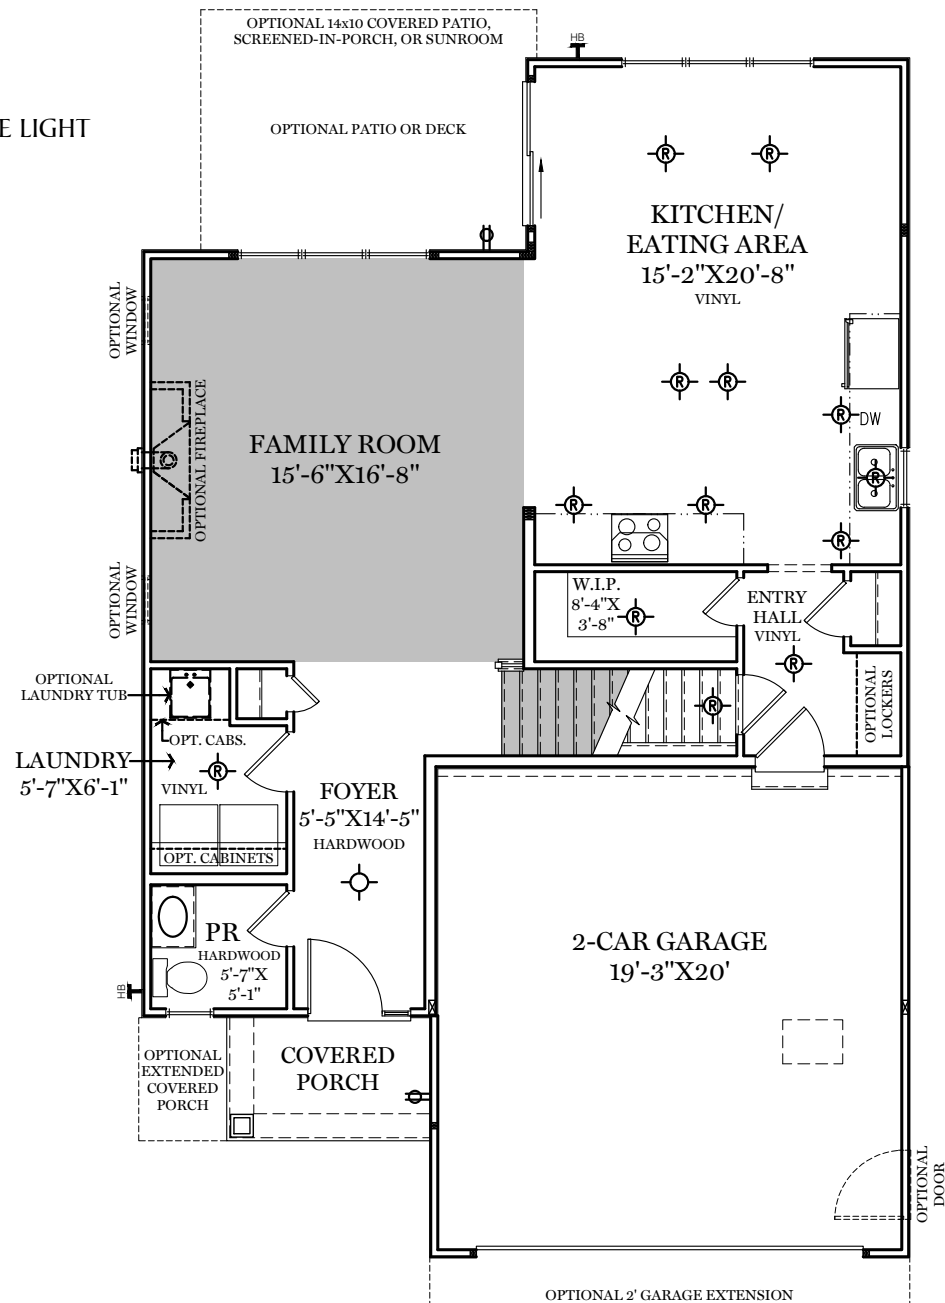 OPTIONAL 14x10 COVERED PATIO,
SCREENED-IN-PORCH, OR SUNROOM
HB
E LIGHT
OPTIONAL PATIO OR DECK
R
R
KITCHEN/
EATING AREA
15'-2"X20'-8"
VINYL
OPTIONAL
WINDOW
R
R
OPTIONAL FIREPLACE
R
DW
FAMILY ROOM
15'-6"X16'-8"
R
R
R
R
OPTIONAL
WINDOW
W.I.P.
8'-4"X
3'-8"
R
ENTRY
HALL
VINYL
R
OPTIONAL
LAUNDRY TUB
R
OPTIONAL
LOCKERS
OPT. CABS.
LAUNDRY
5'-7"X6'-1"
R
VINYL
FOYER
5'-5"X14'-5"
HARDWOOD
OPT. CABINETS
PR
HARDWOOD
5'-7"X
5'-1"
2-CAR GARAGE
19'-3"X20'
HB
OPTIONAL
EXTENDED
COVERED
PORCH
COVERED
PORCH
OPTIONAL
DOOR
OPTIONAL 2' GARAGE EXTENSION